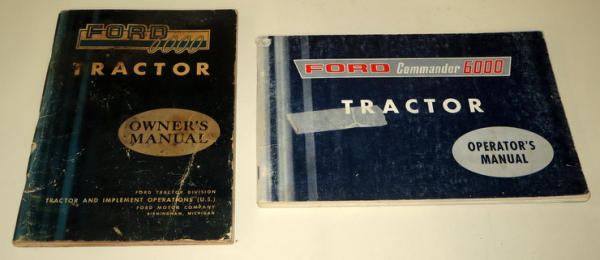 FORD
6000
TRACTOR
OWNER'S
MANUAL
FORD TRACTOR DIVISION
TRACTOR AND IMPLEMENT OPERATIONS (U.S.)
FORD MOTOR COMPANY
BIRMINGHAM, MICHIGAN
FORD Commander 6000
TRACTOR
OPERATOR'S
MANUAL